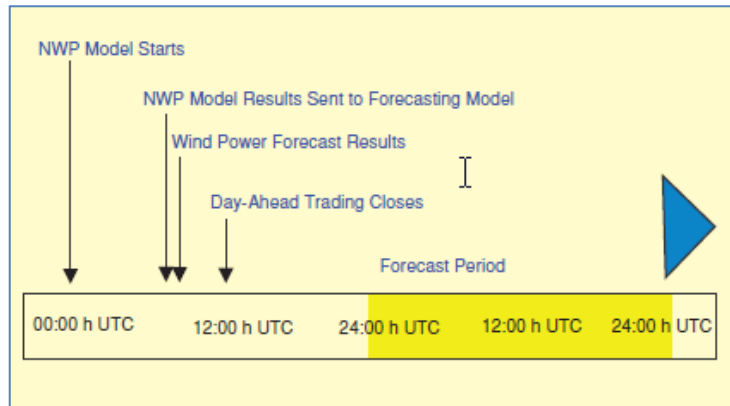 NWP Model Starts
NWP Model Results Sent to Forecasting Model
Wind Power Forecast Results
Day-Ahead Trading Closes
Forecast Period
00:00 h UTC 12:00 h UTC 24:00 h UTC 12:00 h UTC 24:00 h UTC